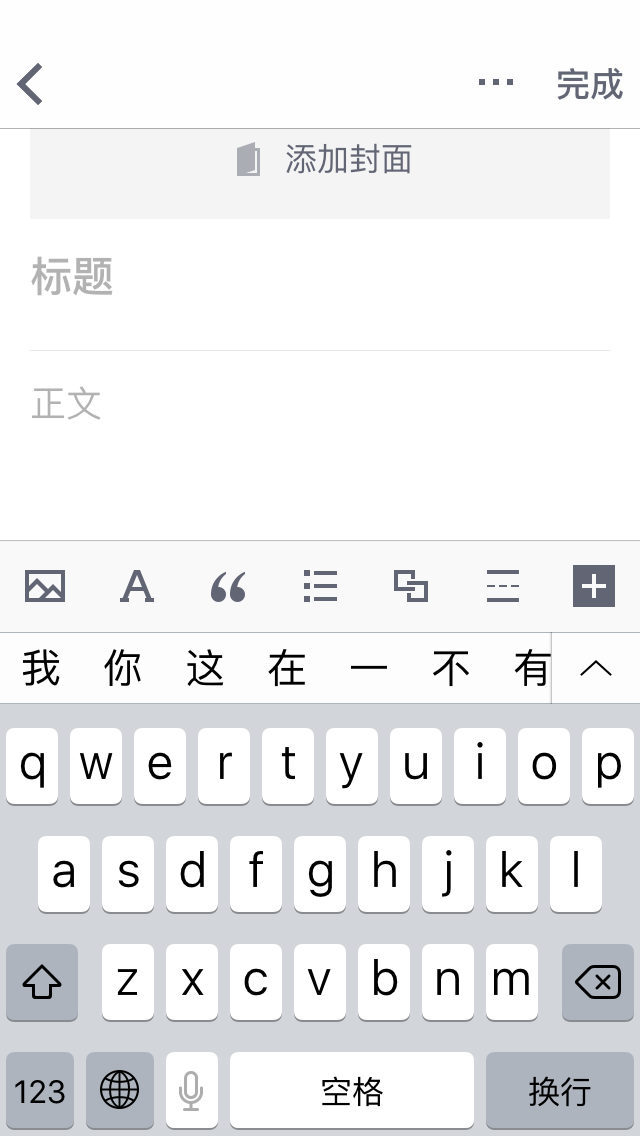 完成
添加封面
标题
正文
我 你 这 在 一 不 有
q w e r t y u i o p
a s d f g h j k l
z x c v b n m
123 空格 换行